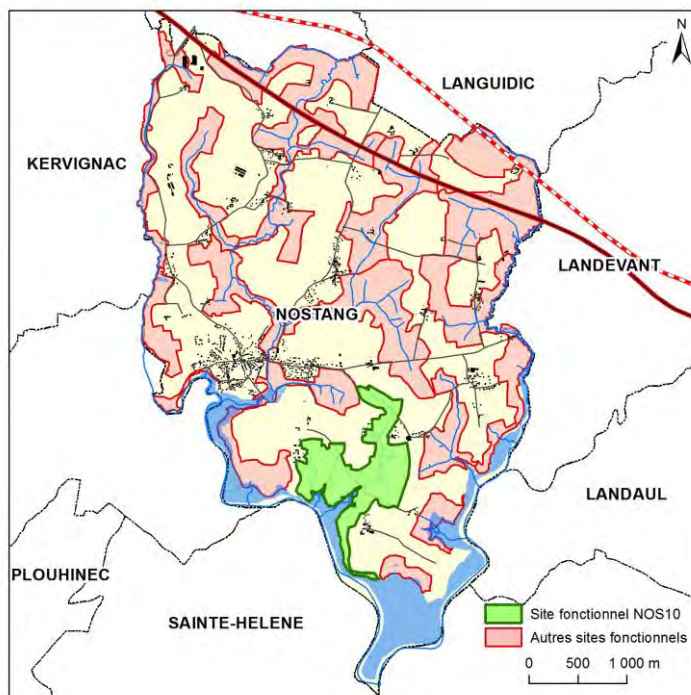 N
LANGUIDIC
KERVIGNAC
LANDEVANT
NOSTANG
LANDAUL
PLOUHINEC
SAINTE-HELENE
Site fonctionnel NOS10
Autres sites fonctionnels
0 500 1 000 m